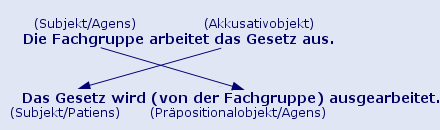 (Subjekt/Agens) (Akkusativobjekt)
Die Fachgruppe arbeitet das Gesetz aus.
Das Gesetz wird (von der Fachgruppe) ausgearbeitet.
(Subjekt/Patiens) (Präpositionalobjekt/Agens)